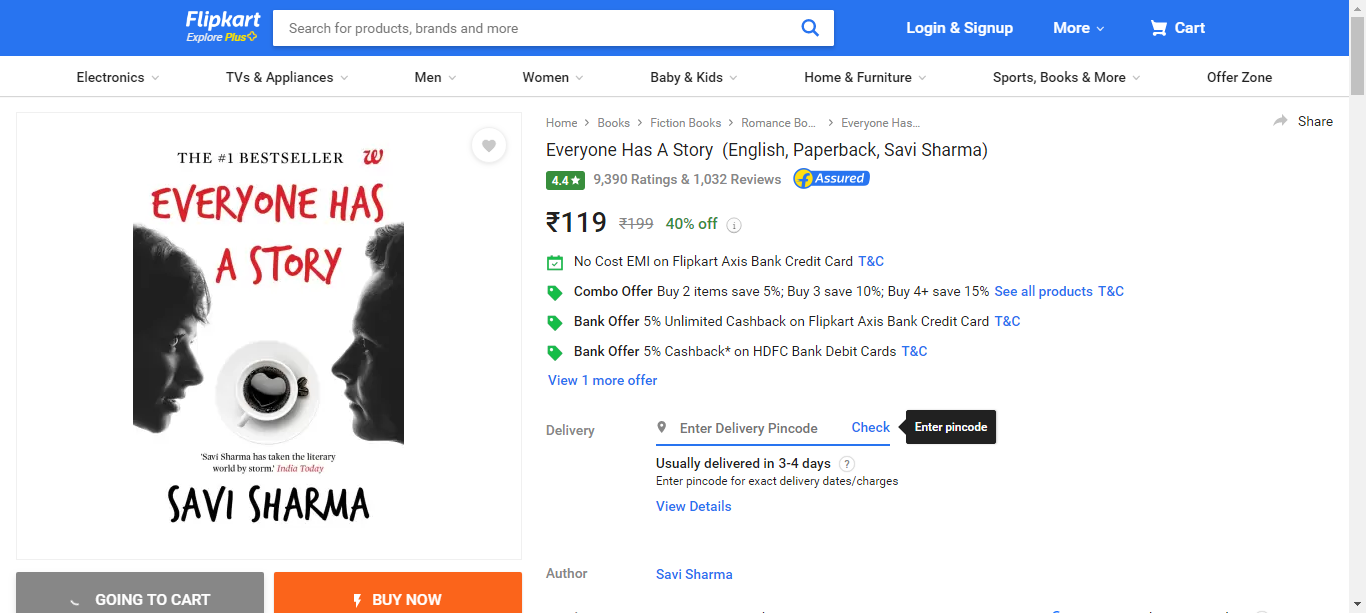 Flipkart
Explore Plus
Search for products, brands and more
Login & Signup
More
Cart
Electronics
TVs & Appliances
Men
Women
Baby & Kids
Home & Furniture
Sports, Books & More
Offer Zone
THE #1 BESTSELLER
EVERYONE HAS
A STORY
'Savi Sharma has taken the literary
world by storm.' India Today
SAVI SHARMA
GOING TO CART
BUY NOW
Home > Books > Fiction Books > Romance Bo... > Everyone Has...
Share
Everyone Has A Story (English, Paperback, Savi Sharma)
4.4★ 9,390 Ratings & 1,032 Reviews Assured
₹119 ₹199 40% off
No Cost EMI on Flipkart Axis Bank Credit Card T&C
Combo Offer Buy 2 items save 5%; Buy 3 save 10%; Buy 4+ save 15% See all products T&C
Bank Offer 5% Unlimited Cashback on Flipkart Axis Bank Credit Card T&C
Bank Offer 5% Cashback* on HDFC Bank Debit Cards T&C
View 1 more offer
Delivery
Enter Delivery Pincode Check
Enter pincode
Usually delivered in 3-4 days ?
Enter pincode for exact delivery dates/charges
View Details
Author Savi Sharma